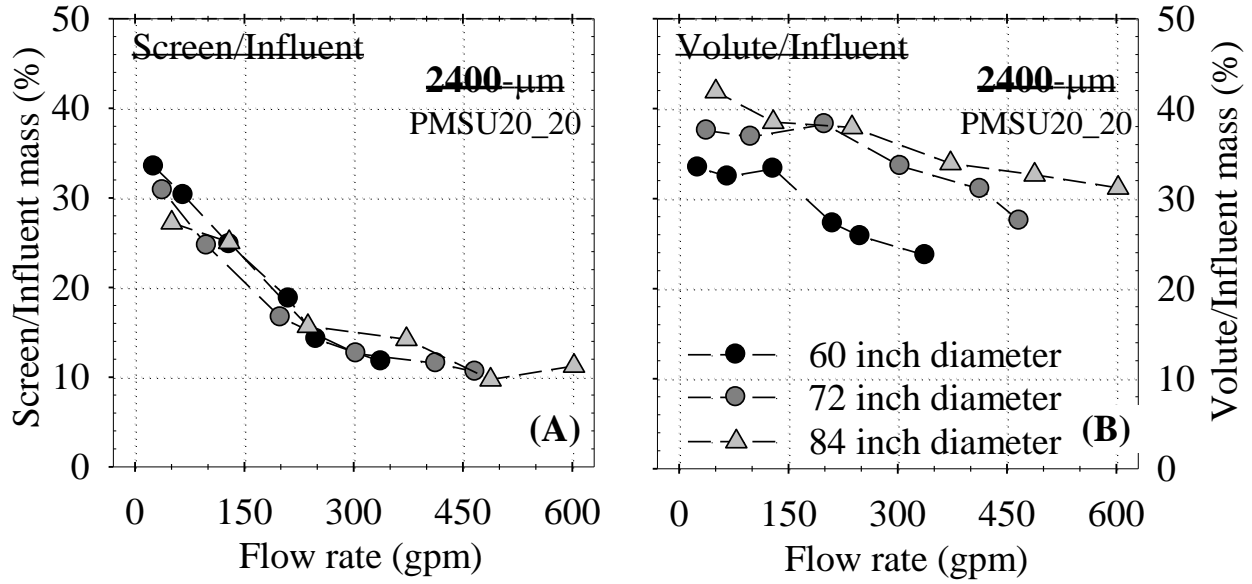 Screen/Influent mass (%)
50
40
30
20
10
0
Screen/Influent
2400-μm
PMSU20_20
(A)
0 150 300 450 600
Flow rate (gpm)
Volute/Influent
2400-μm
PMSU20_20
60 inch diameter
72 inch diameter
84 inch diameter
(B)
0 150 300 450 600
Flow rate (gpm)
50
40
30
20
10
0
Volute/Influent mass (%)